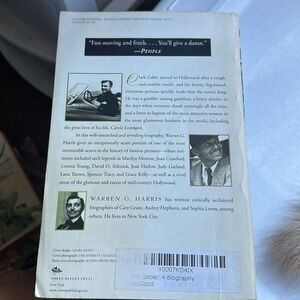 "Fast-moving and frank. . . . You'll give a damn."
—PEOPLE
Clark Gable arrived in Hollywood after a rough-
and-tumble youth, and his breezy, big-boned,
everyman persona quickly made him the town's king.
He was a gambler among gamblers, a heavy drinker in
the days when everyone drank seemingly all the time, and
a lover to legions of the most attractive women in
the most glamorous business in the world, including
the great love of his life, Carole Lombard.
In this well-researched and revealing biography, Warren G.
Harris gives an exceptionally acute portrait of one of the most
memorable actors in the history of motion pictures—whose inti-
mates included such legends as Marilyn Monroe, Joan Crawford,
Loretta Young, David O. Selznick, Jean Harlow, Judy Garland,
Lana Turner, Spencer Tracy, and Grace Kelly—as well as a vivid
sense of the glamour and excess of mid-century Hollywood.
WARREN G. HARRIS has written critically acclaimed
biographies of Cary Grant, Audrey Hepburn, and Sophia Loren, among
others. He lives in New York City.
THREE RIVERS PRESS
New York
X0007K04IX
Gable: A Biography
Good